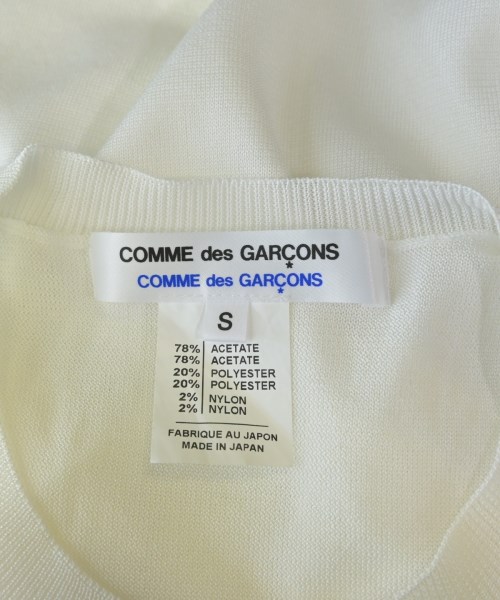 COMME des GARÇONS
COMME des GARÇONS
S
78% ACETATE
78% ACETATE
20% POLYESTER
20% POLYESTER
2% NYLON
2% NYLON
FABRIQUE AU JAPON
MADE IN JAPAN